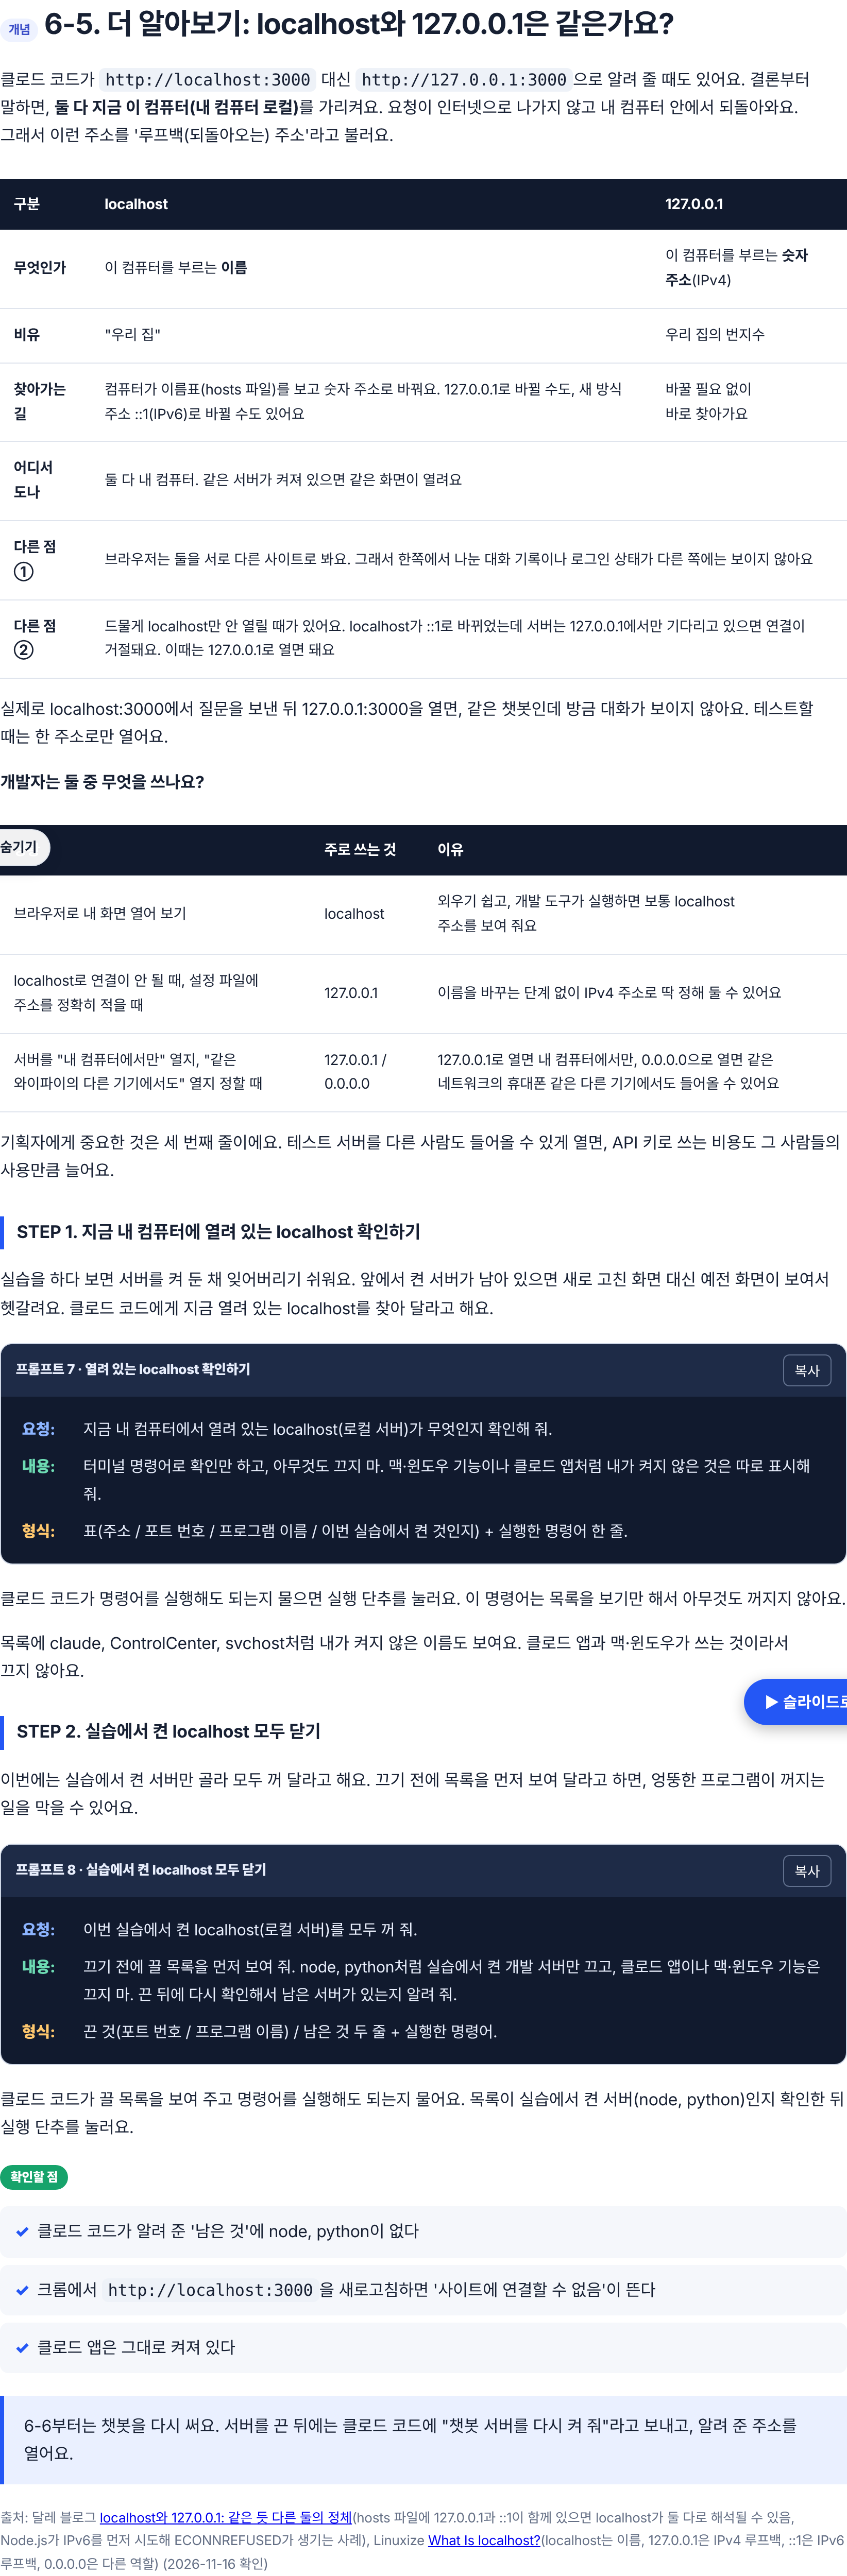 개념 6-5. 더 알아보기: localhost와 127.0.0.1은 같은가요?
클로드 코드가 http://localhost:3000 대신 http://127.0.0.1:3000으로 알려 줄 때도 있어요. 결론부터
말하면, 둘 다 지금 이 컴퓨터(내 컴퓨터 로컬)를 가리켜요. 요청이 인터넷으로 나가지 않고 내 컴퓨터 안에서 되돌아와요.
그래서 이런 주소를 '루프백(되돌아오는) 주소'라고 불러요.
구분 localhost 127.0.0.1
무엇인가 이 컴퓨터를 부르는 이름 이 컴퓨터를 부르는 숫자
주소(IPv4)
비유 "우리 집" 우리 집의 번지수
찾아가는 컴퓨터가 이름표(hosts 파일)를 보고 숫자 주소로 바꿔요. 127.0.0.1로 바뀔 수도, 새 방식 바꿀 필요 없이
길 주소 ::1(IPv6)로 바뀔 수도 있어요 바로 찾아가요
어디서
도나 둘 다 내 컴퓨터. 같은 서버가 켜져 있으면 같은 화면이 열려요
다른 점
① 브라우저는 둘을 서로 다른 사이트로 봐요. 그래서 한쪽에서 나눈 대화 기록이나 로그인 상태가 다른 쪽에는 보이지 않아요
다른 점 드물게 localhost만 안 열릴 때가 있어요. localhost가 ::1로 바뀌었는데 서버는 127.0.0.1에서만 기다리고 있으면 연결이
② 거절돼요. 이때는 127.0.0.1로 열면 돼요
실제로 localhost:3000에서 질문을 보낸 뒤 127.0.0.1:3000을 열면, 같은 챗봇인데 방금 대화가 보이지 않아요. 테스트할
때는 한 주소로만 열어요.
개발자는 둘 중 무엇을 쓰나요?
숨기기 주로 쓰는 것 이유
브라우저로 내 화면 열어 보기 localhost 외우기 쉽고, 개발 도구가 실행하면 보통 localhost
주소를 보여 줘요
localhost로 연결이 안 될 때, 설정 파일에
주소를 정확히 적을 때 127.0.0.1 이름을 바꾸는 단계 없이 IPv4 주소로 딱 정해 둘 수 있어요
서버를 "내 컴퓨터에서만" 열지, "같은 127.0.0.1 / 127.0.0.1로 열면 내 컴퓨터에서만, 0.0.0.0으로 열면 같은
와이파이의 다른 기기에서도" 열지 정할 때 0.0.0.0 네트워크의 휴대폰 같은 다른 기기에서도 들어올 수 있어요
기획자에게 중요한 것은 세 번째 줄이에요. 테스트 서버를 다른 사람도 들어올 수 있게 열면, API 키로 쓰는 비용도 그 사람들의
사용만큼 늘어요.
STEP 1. 지금 내 컴퓨터에 열려 있는 localhost 확인하기
실습을 하다 보면 서버를 켜 둔 채 잊어버리기 쉬워요. 앞에서 켠 서버가 남아 있으면 새로 고친 화면 대신 예전 화면이 보여서
헷갈려요. 클로드 코드에게 지금 열려 있는 localhost를 찾아 달라고 해요.
프롬프트 7 · 열려 있는 localhost 확인하기 복사
요청: 지금 내 컴퓨터에서 열려 있는 localhost(로컬 서버)가 무엇인지 확인해 줘.
내용: 터미널 명령어로 확인만 하고, 아무것도 끄지 마. 맥·윈도우 기능이나 클로드 앱처럼 내가 켜지 않은 것은 따로 표시해
줘.
형식: 표(주소 / 포트 번호 / 프로그램 이름 / 이번 실습에서 켠 것인지) + 실행한 명령어 한 줄.
클로드 코드가 명령어를 실행해도 되는지 물으면 실행 단추를 눌러요. 이 명령어는 목록을 보기만 해서 아무것도 꺼지지 않아요.
목록에 claude, ControlCenter, svchost처럼 내가 켜지 않은 이름도 보여요. 클로드 앱과 맥·윈도우가 쓰는 것이라서
끄지 않아요.
▶ 슬라이드로
STEP 2. 실습에서 켠 localhost 모두 닫기
이번에는 실습에서 켠 서버만 골라 모두 꺼 달라고 해요. 끄기 전에 목록을 먼저 보여 달라고 하면, 엉뚱한 프로그램이 꺼지는
일을 막을 수 있어요.
프롬프트 8 · 실습에서 켠 localhost 모두 닫기 복사
요청: 이번 실습에서 켠 localhost(로컬 서버)를 모두 꺼 줘.
내용: 끄기 전에 끌 목록을 먼저 보여 줘. node, python처럼 실습에서 켠 개발 서버만 끄고, 클로드 앱이나 맥·윈도우 기능은
끄지 마. 끈 뒤에 다시 확인해서 남은 서버가 있는지 알려 줘.
형식: 끈 것(포트 번호 / 프로그램 이름) / 남은 것 두 줄 + 실행한 명령어.
클로드 코드가 끌 목록을 보여 주고 명령어를 실행해도 되는지 물어요. 목록이 실습에서 켠 서버(node, python)인지 확인한 뒤
실행 단추를 눌러요.
확인할 점
✔ 클로드 코드가 알려 준 '남은 것'에 node, python이 없다
✔ 크롬에서 http://localhost:3000을 새로고침하면 '사이트에 연결할 수 없음'이 뜬다
✔ 클로드 앱은 그대로 켜져 있다
6-6부터는 챗봇을 다시 써요. 서버를 끈 뒤에는 클로드 코드에 "챗봇 서버를 다시 켜 줘"라고 보내고, 알려 준 주소를
열어요.
출처: 달레 블로그 localhost와 127.0.0.1: 같은 듯 다른 둘의 정체(hosts 파일에 127.0.0.1과 ::1이 함께 있으면 localhost가 둘 다로 해석될 수 있음,
Node.js가 IPv6를 먼저 시도해 ECONNREFUSED가 생기는 사례), Linuxize What Is localhost?(localhost는 이름, 127.0.0.1은 IPv4 루프백, ::1은 IPv6
루프백, 0.0.0.0은 다른 역할) (2026-11-16 확인)